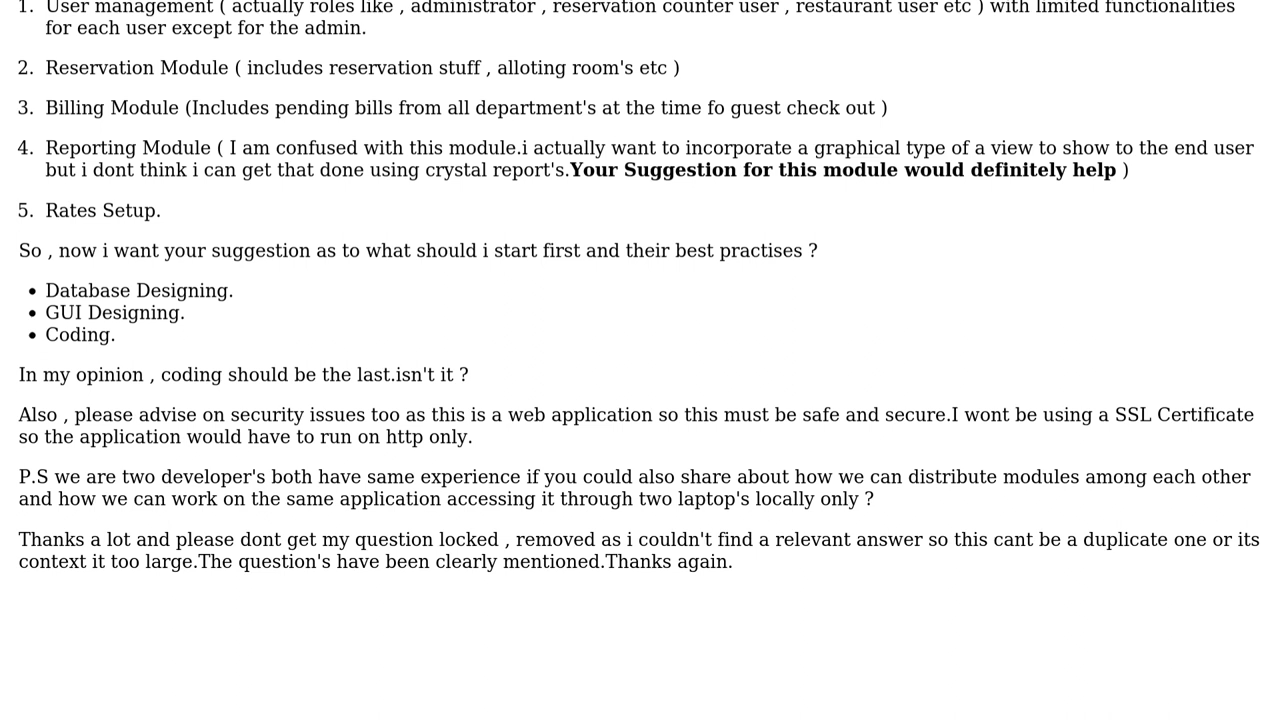 1. User management ( actually roles like , administrator , reservation counter user , restaurant user etc ) with limited functionalities
for each user except for the admin.
2. Reservation Module ( includes reservation stuff , alloting room's etc )
3. Billing Module (Includes pending bills from all department's at the time fo guest check out )
4. Reporting Module ( I am confused with this module.i actually want to incorporate a graphical type of a view to show to the end user
but i dont think i can get that done using crystal report's.Your Suggestion for this module would definitely help )
5. Rates Setup.
So , now i want your suggestion as to what should i start first and their best practises ?
• Database Designing.
• GUI Designing.
• Coding.
In my opinion , coding should be the last.isn't it ?
Also , please advise on security issues too as this is a web application so this must be safe and secure.I wont be using a SSL Certificate
so the application would have to run on http only.
P.S we are two developer's both have same experience if you could also share about how we can distribute modules among each other
and how we can work on the same application accessing it through two laptop's locally only ?
Thanks a lot and please dont get my question locked , removed as i couldn't find a relevant answer so this cant be a duplicate one or its
context it too large.The question's have been clearly mentioned.Thanks again.